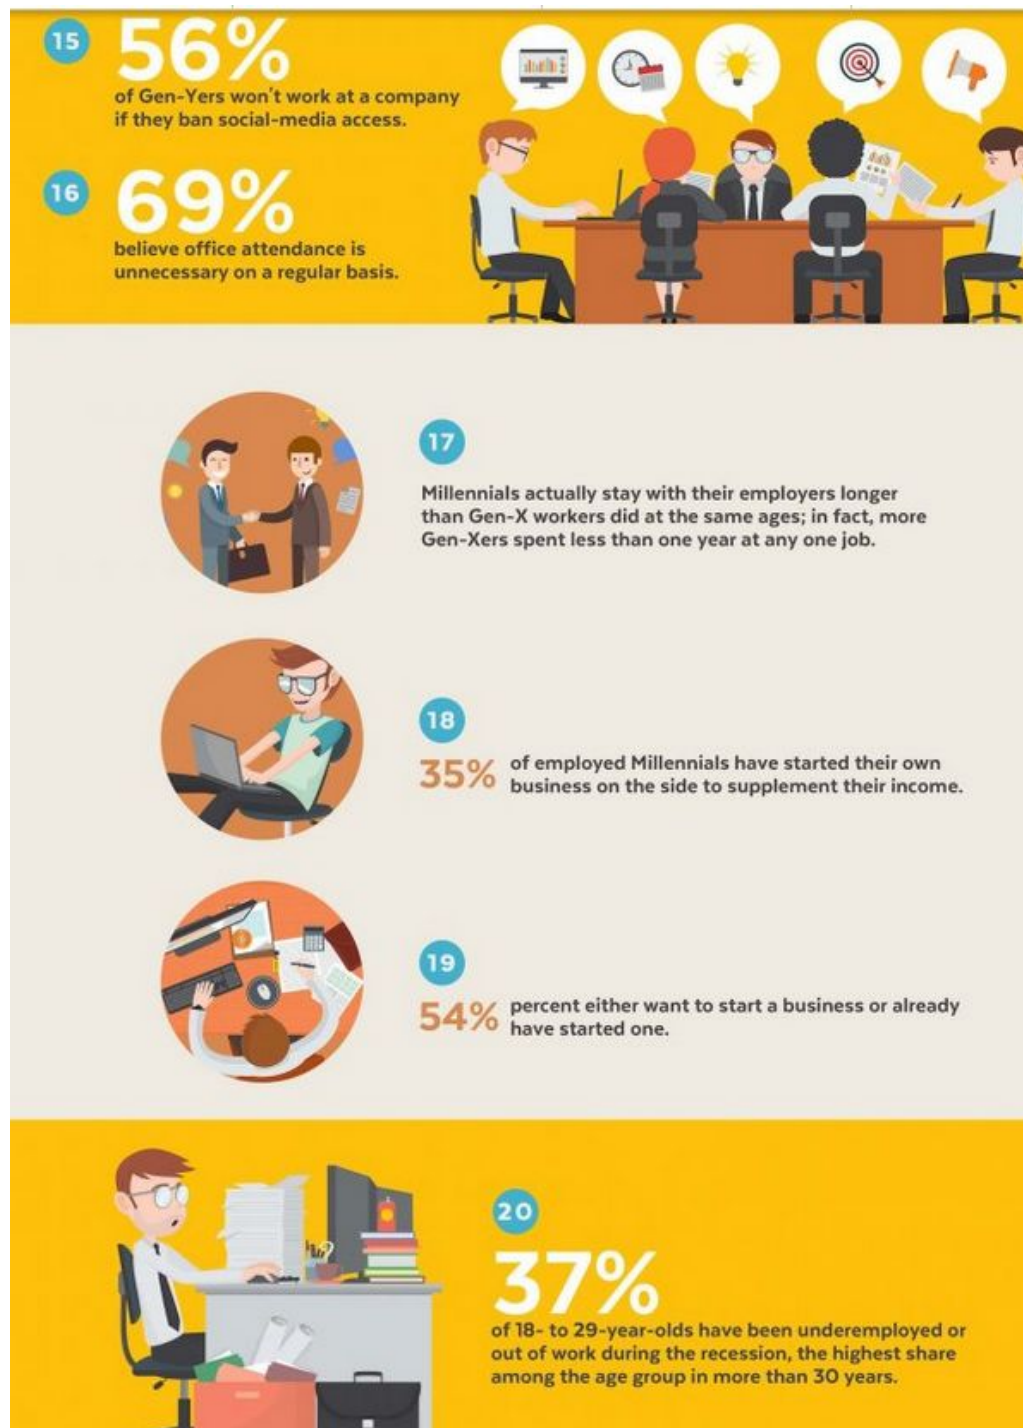 15
56%
of Gen-Yers won't work at a company
if they ban social-media access.
16
69%
believe office attendance is
unnecessary on a regular basis.
17
Millennials actually stay with their employers longer
than Gen-X workers did at the same ages; in fact, more
Gen-Xers spent less than one year at any one job.
18
35% of employed Millennials have started their own
business on the side to supplement their income.
19
54% percent either want to start a business or already
have started one.
20
37%
of 18- to 29-year-olds have been underemployed or
out of work during the recession, the highest share
among the age group in more than 30 years.